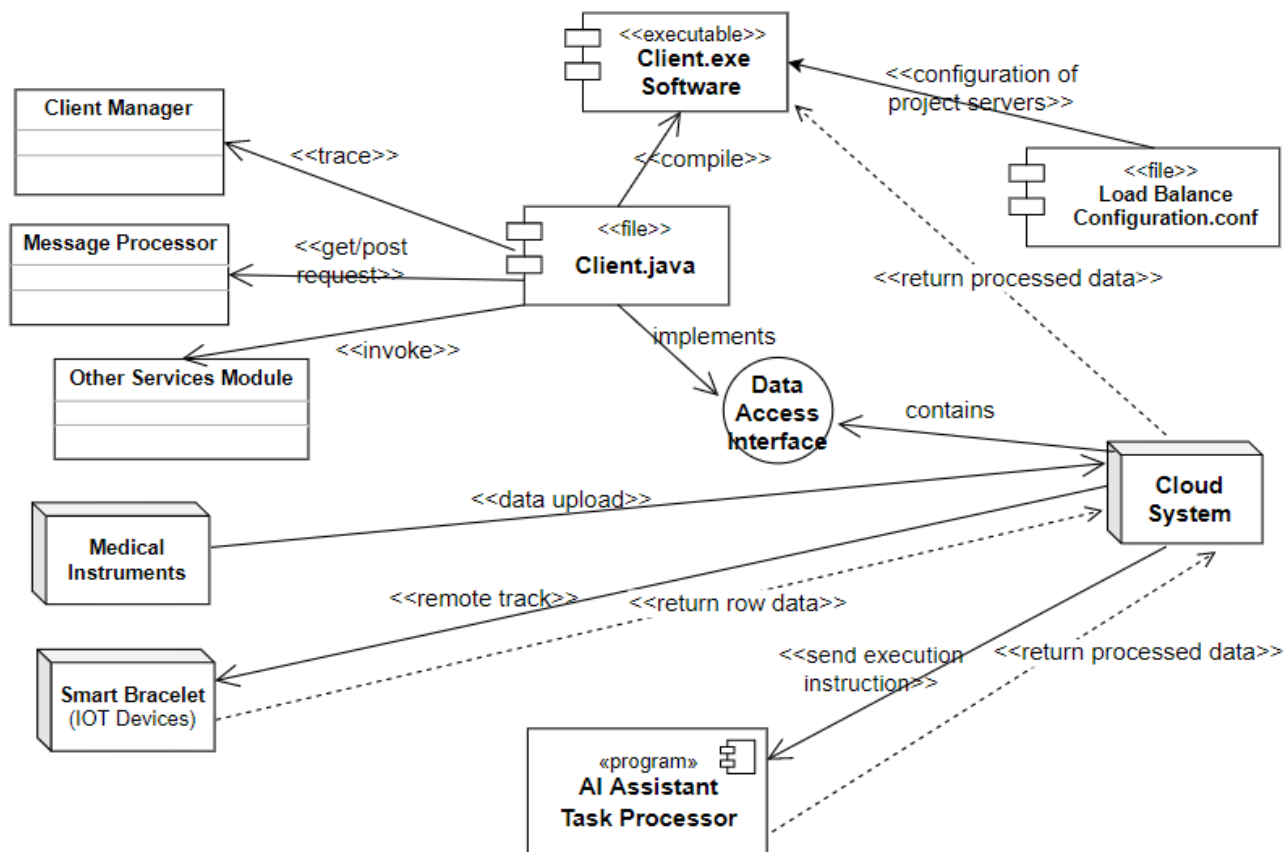 <<executable>>
Client.exe
Software
<<configuration of
project servers>>
Client Manager
<<trace>>
<<compile>>
<<file>>
Load Balance
Configuration.conf
<<file>>
Client.java
Message Processor
<<get/post
request>>
<<return processed data>>
<<invoke>>
implements
Other Services Module
Data
Access
Interface
contains
Cloud
System
<<data upload>>
Medical
Instruments
<<remote track>>
<<return row data>>
<<send execution
instruction>>
<<return processed data>>
Smart Bracelet
(IOT Devices)
«program»
AI Assistant
Task Processor